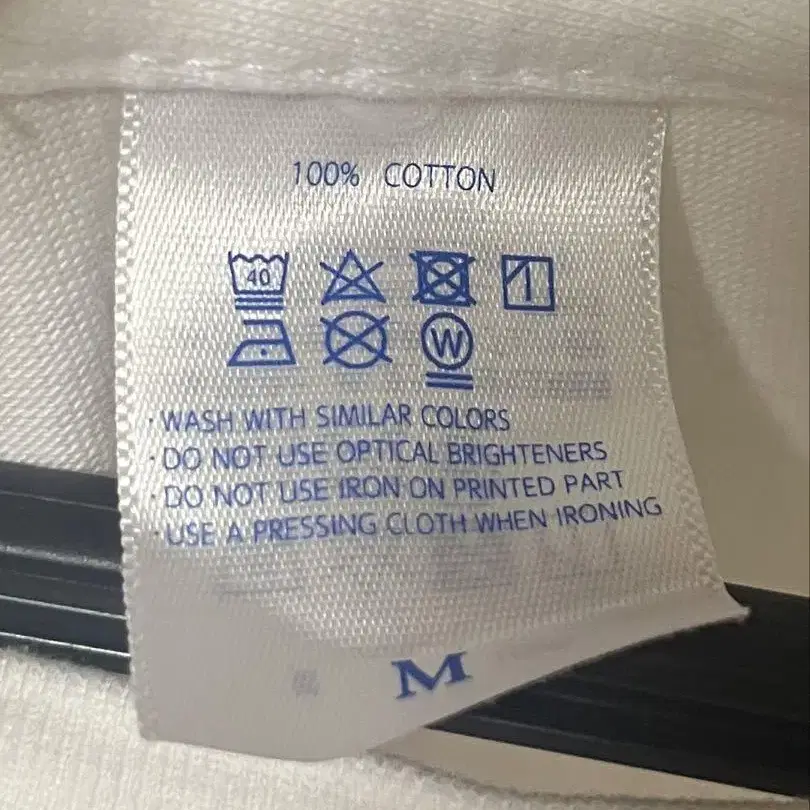 100% COTTON
40
W
· WASH WITH SIMILAR COLORS
· DO NOT USE OPTICAL BRIGHTENERS
· DO NOT USE IRON ON PRINTED PART
· USE A PRESSING CLOTH WHEN IRONING
M